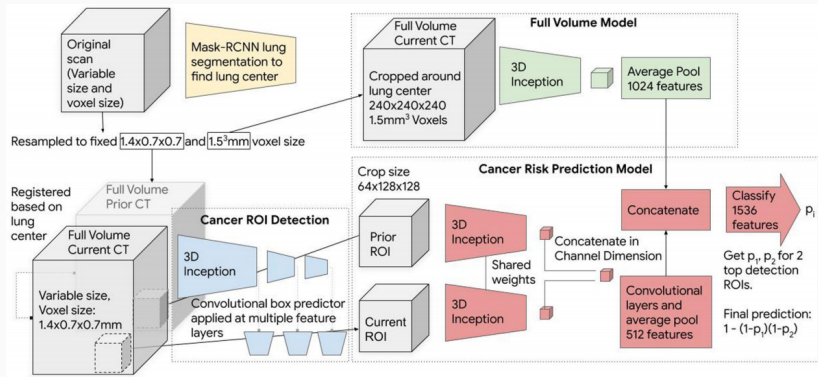 Original
scan
(Variable
size and
voxel size)
Mask-RCNN lung
segmentation to
find lung center
Resampled to fixed 1.4x0.7x0.7 and 1.5³mm voxel size
Full Volume
Current CT
Cropped around
lung center
240x240x240
1.5mm³ Voxels
Full Volume Model
3D
Inception
Average Pool
1024 features
Registered
based on
lung
center
Full Volume
Prior CT
Full Volume
Current CT
Variable size,
Voxel size:
1.4x0.7x0.7mm
Cancer ROI Detection
3D
Inception
Convolutional box predictor
applied at multiple feature
layers
Cancer Risk Prediction Model
Crop size
64x128x128
Prior
ROI
Current
ROI
3D
Inception
Shared
weights
3D
Inception
Concatenate in
Channel Dimension
Concatenate
Convolutional
layers and
average pool
512 features
Classify
1536
features
pᵢ
Get p₁, p₂ for 2
top detection
ROIs.
Final prediction:
1 - (1-p₁)(1-p₂)